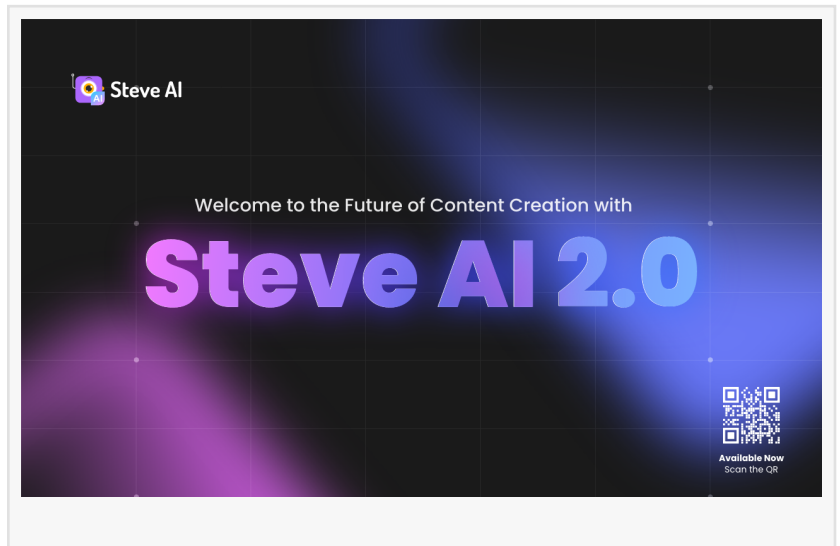 AI
Steve AI
Welcome to the Future of Content Creation with
Steve AI 2.0
Available Now
Scan the QR